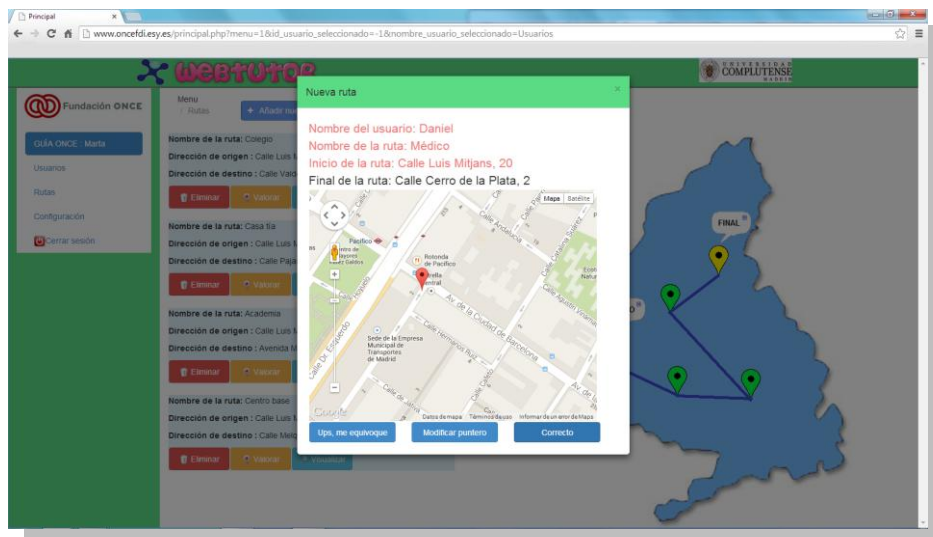 Principal
www.oncefdi.esy.es/principal.php?menu=1&id_usuario_seleccionado=-1&nombre_usuario_seleccionado=Usuarios
WEBTUTOR
UNIVERSIDAD
COMPLUTENSE
MADRID
Fundación ONCE
GUÍA ONCE : Marta
Usuarios
Rutas
Configuración
Cerrar sesión
Menu
/ Rutas
+ Añadir
Nombre de la ruta: Colegio
Dirección de origen : Calle Luis
Dirección de destino : Calle
Eliminar
Valorar
Nombre de la ruta: Casa tia
Dirección de origen : Calle Luis
Dirección de destino : Calle
Eliminar
Valorar
Nombre de la ruta: Academia
Dirección de origen : Calle Luis
Dirección de destino : Avenida
Eliminar
Valorar
Nombre de la ruta: Centro base
Dirección de origen : Calle Luis
Dirección de destino : Calle
Eliminar
Valorar
Visualizar
Nueva ruta
×
Nombre del usuario: Daniel
Nombre de la ruta: Médico
Inicio de la ruta: Calle Luis Mitjans, 20
Final de la ruta: Calle Cerro de la Plata, 2
Mapa
Satélite
Pacífico
Rotonda
de Pacífico
Calle Andalucía
Av. de la Ciudad de Barcelona
Sede de la Empresa
Municipal de
Transportes
de Madrid
Calle Dr. Esquerdo
Google
Datos de mapa
Términos de uso
Informar de un error de Maps
Ups, me equivoque
Modificar puntero
Correcto
FINAL